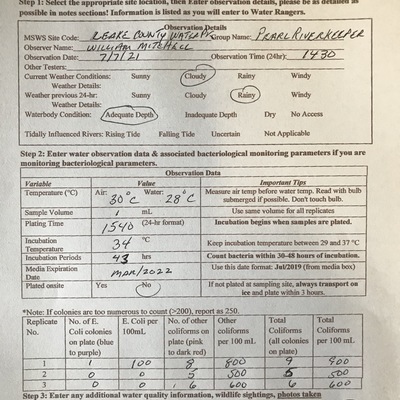 Step 1: Select the appropriate site location, then Enter observation details, please be as detailed as
possible in notes sections! Information is listed as you will enter to Water Rangers.
Observation Details
MSWS Site Code: Group Name: PEARL RIVERKEEPER
Observer Name: WILLIAM MITCHELL
Observation Date: 7/7/21 Observation Time (24hr): 1430
Other Testers:
Current Weather Conditions: Sunny Cloudy Rainy Windy
Weather Details:
Weather previous 24-hr: Sunny Cloudy Rainy Windy
Weather Details:
Waterbody Condition: Adequate Depth Inadequate Depth Dry No Access
Tidally Influenced Rivers: Rising Tide Falling Tide Uncertain Not Applicable
Step 2: Enter water observation data & associated bacteriological monitoring parameters if you are
monitoring bacteriological parameters.
Observation Data
Variable Value Important Tips
Temperature (°C) Air: 30°C Water: 28°C Measure air temp before water temp. Read with bulb
submerged if possible. Don't touch bulb.
Sample Volume 1 mL Use same volume for all replicates
Plating Time 1540 (24-hr format) Incubation begins when samples are plated.
Incubation
Temperature 34 °C Keep incubation temperature between 29 and 37 °C
Incubation Periods 43 hrs Count bacteria within 30-48 hours of incubation.
Media Expiration
Date MAR/2022 Use this date format: Jul/2019 (from media box)
Plated onsite Yes No If not plated at sampling site, always transport on
ice and plate within 3 hours.
*Note: If colonies are too numerous to count (>200), report as 250.
Replicate No. of E. E. Coli per No. of other Other Total Total
No. Coli colonies 100mL coliforms on coliforms Coliforms Coliforms
on plate (blue plate (pink per 100 mL (all colonies per 100 mL
to purple) to dark red) on plate)
1 1 100 8 800 9 900
2 0 0 5 500 5 500
3 0 0 6 600 6 600
Step 3: Enter any additional water quality information, wildlife sightings, photos taken